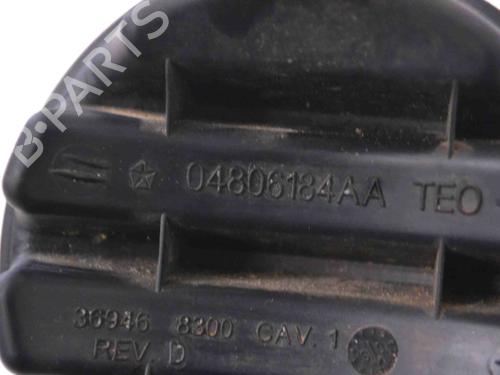 B-PARTS
04806184AA TEO
36946 8300 CAV. 1
REV. D